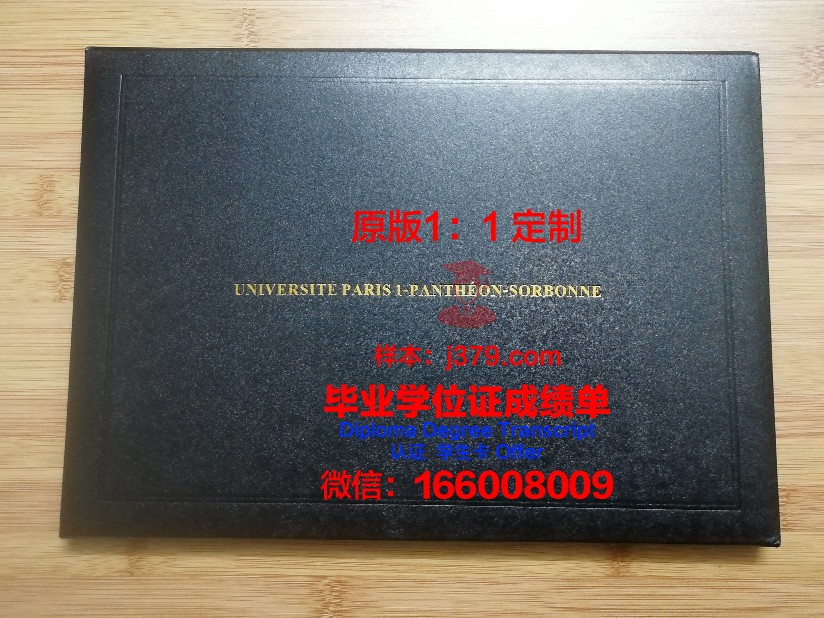 原版1：1 定制
UNIVERSITE PARIS 1-PANTHÉON-SORBONNE
样本：j379.com
毕业学位证成绩单
Diploma Degree Transcript
认证 学生卡 Offer
微信：166008009